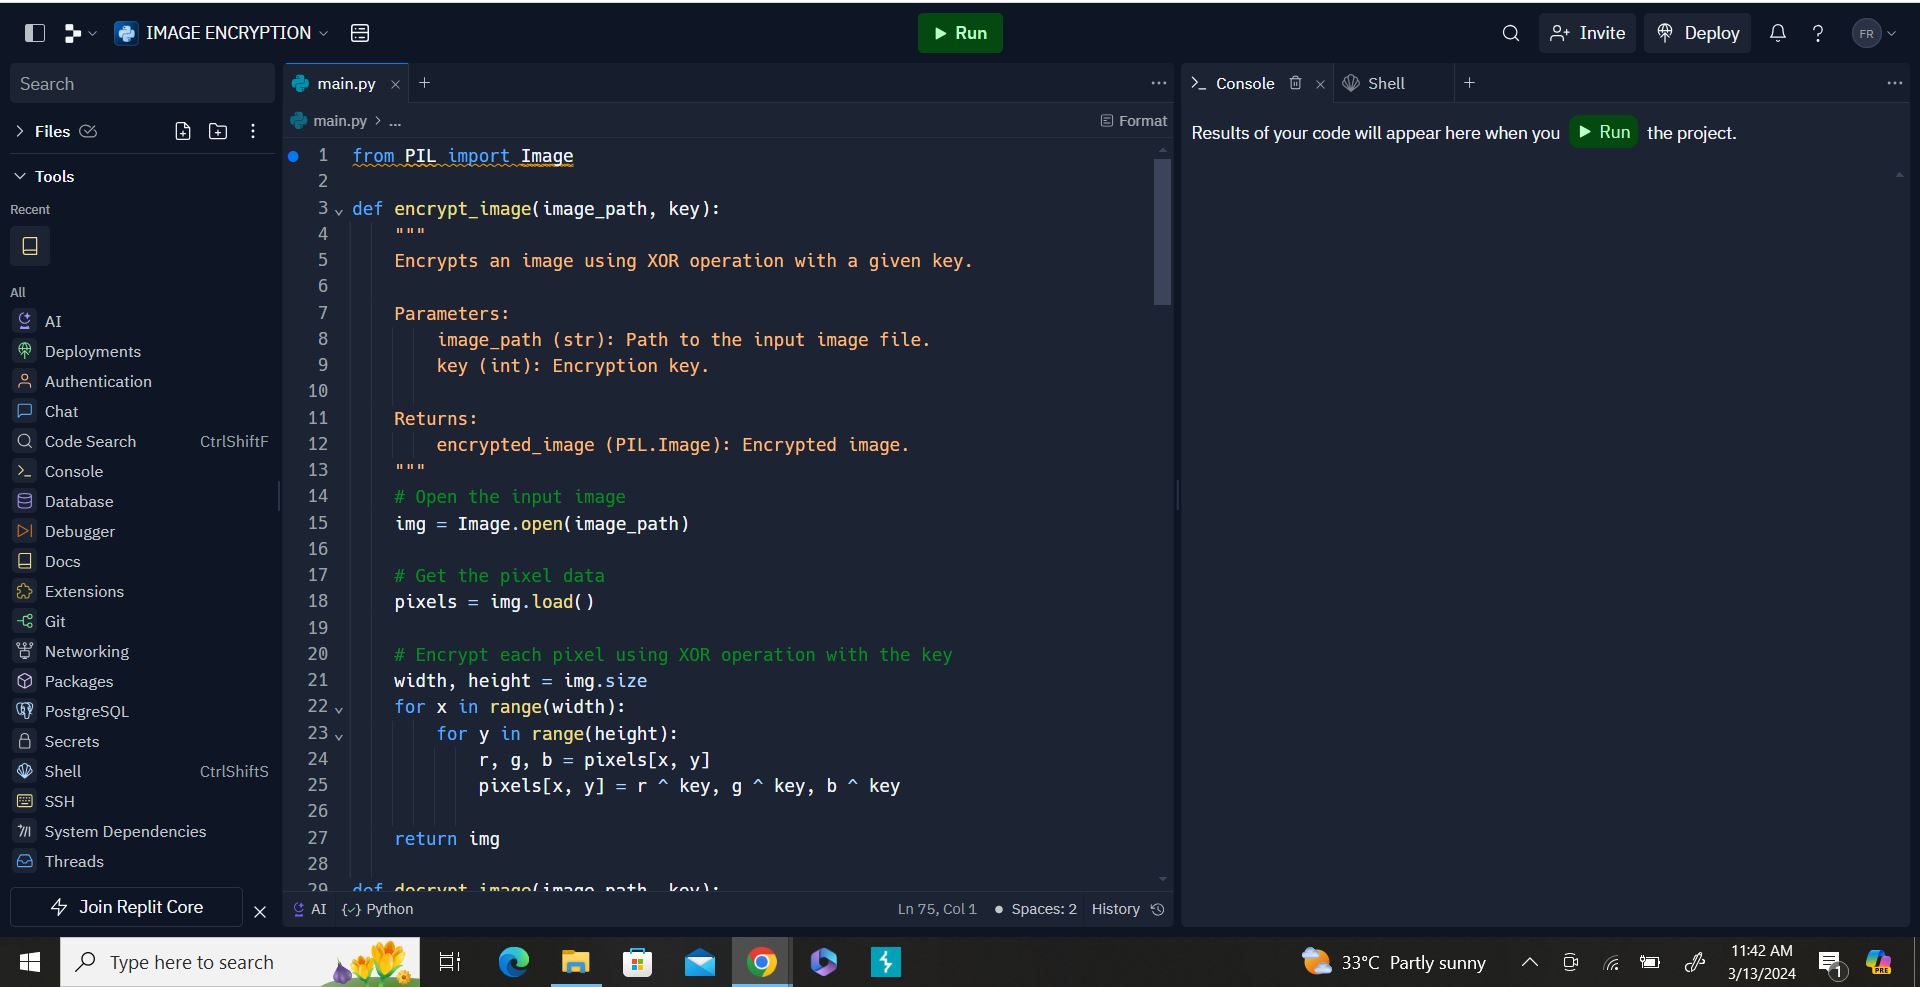 IMAGE ENCRYPTION
Run
Invite
Deploy
FR
Search
Files
Tools
Recent
All
AI
Deployments
Authentication
Chat
Code Search CtrlShiftF
Console
Database
Debugger
Docs
Extensions
Git
Networking
Packages
PostgreSQL
Secrets
Shell CtrlShiftS
SSH
System Dependencies
Threads
Join Replit Core
main.py
main.py > ...
Format
1 from PIL import Image
2
3 def encrypt_image(image_path, key):
4 """
5 Encrypts an image using XOR operation with a given key.
6
7 Parameters:
8 image_path (str): Path to the input image file.
9 key (int): Encryption key.
10
11 Returns:
12 encrypted_image (PIL.Image): Encrypted image.
13 """
14 # Open the input image
15 img = Image.open(image_path)
16
17 # Get the pixel data
18 pixels = img.load()
19
20 # Encrypt each pixel using XOR operation with the key
21 width, height = img.size
22 for x in range(width):
23 for y in range(height):
24 r, g, b = pixels[x, y]
25 pixels[x, y] = r ^ key, g ^ key, b ^ key
26
27 return img
28
29 def decrypt_image(image_path, key):
AI {✓} Python
Ln 75, Col 1 ● Spaces: 2 History
Console
Shell
Results of your code will appear here when you Run the project.
Type here to search
33°C Partly sunny
11:42 AM
3/13/2024
1
PRE